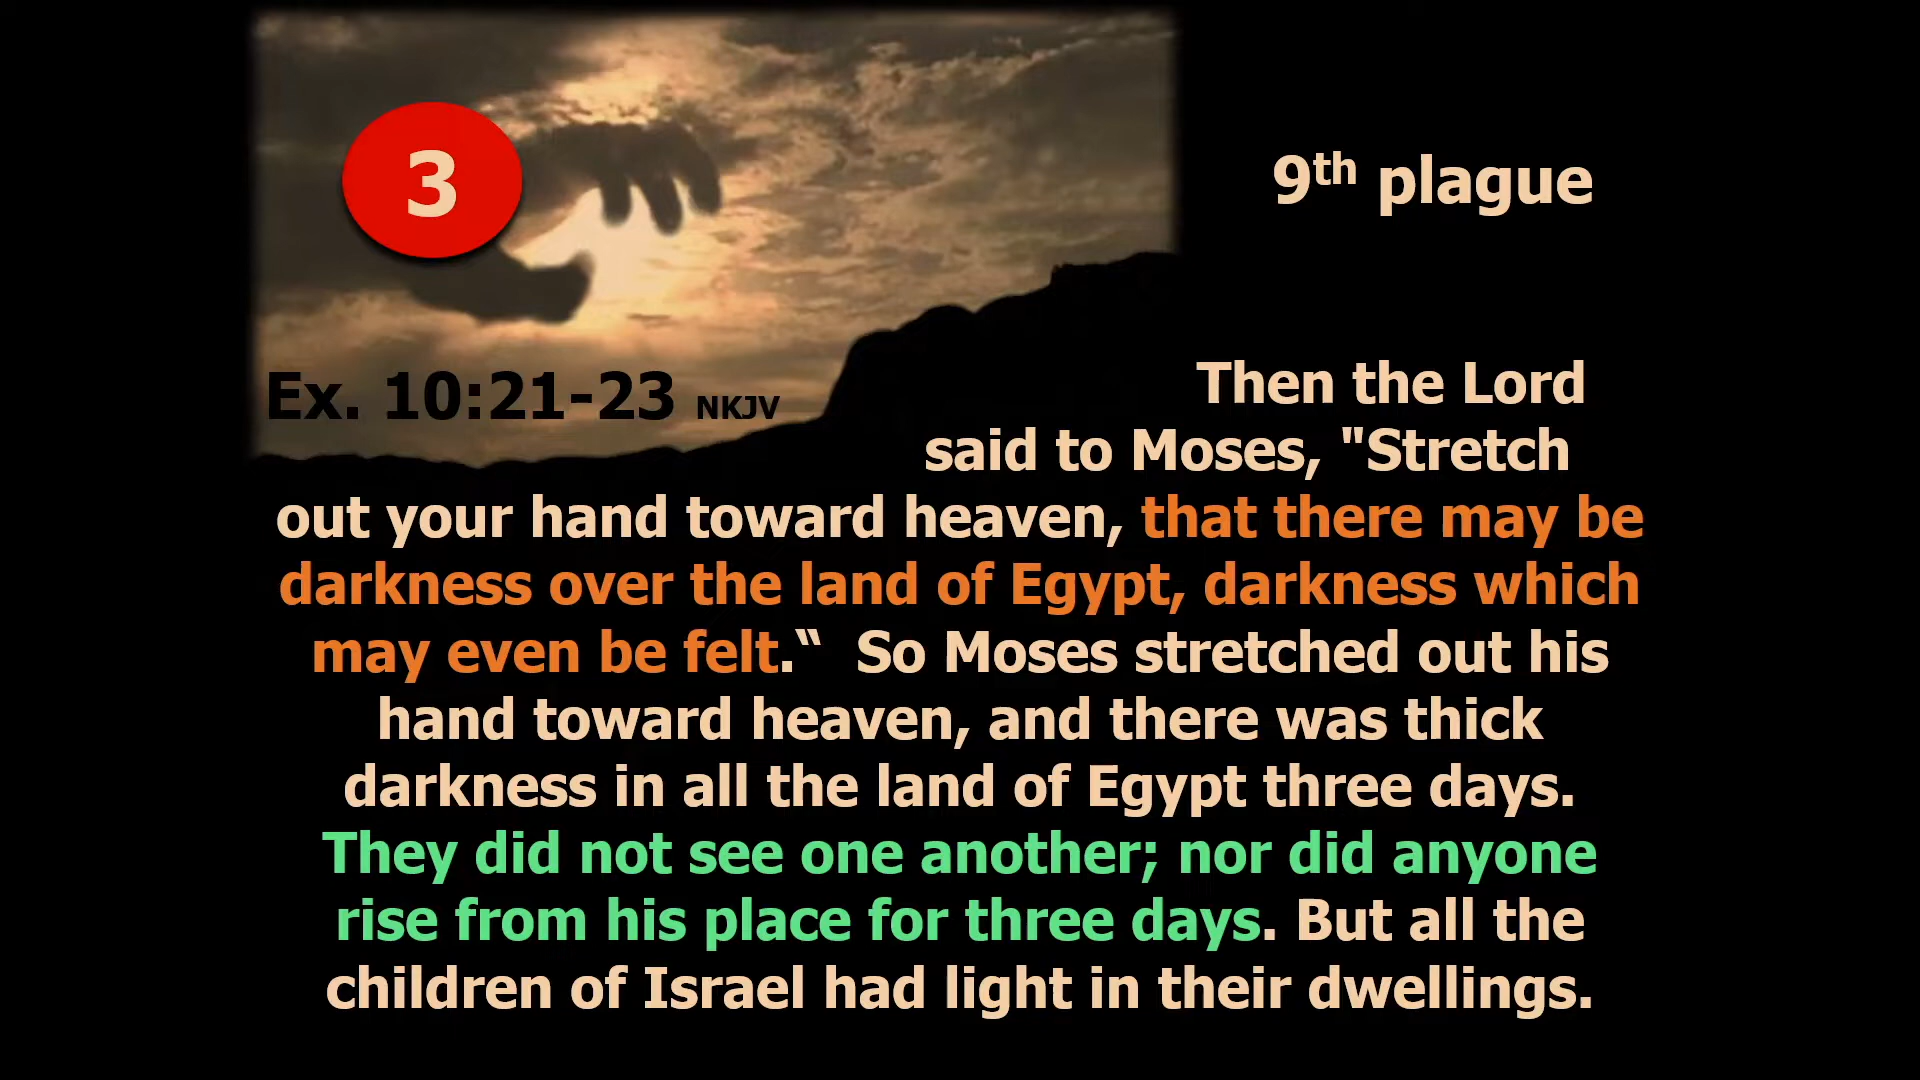 3
9th plague
Ex. 10:21-23 NKJV
Then the Lord
said to Moses, "Stretch
out your hand toward heaven, that there may be
darkness over the land of Egypt, darkness which
may even be felt.“  So Moses stretched out his
hand toward heaven, and there was thick
darkness in all the land of Egypt three days.
They did not see one another; nor did anyone
rise from his place for three days. But all the
children of Israel had light in their dwellings.